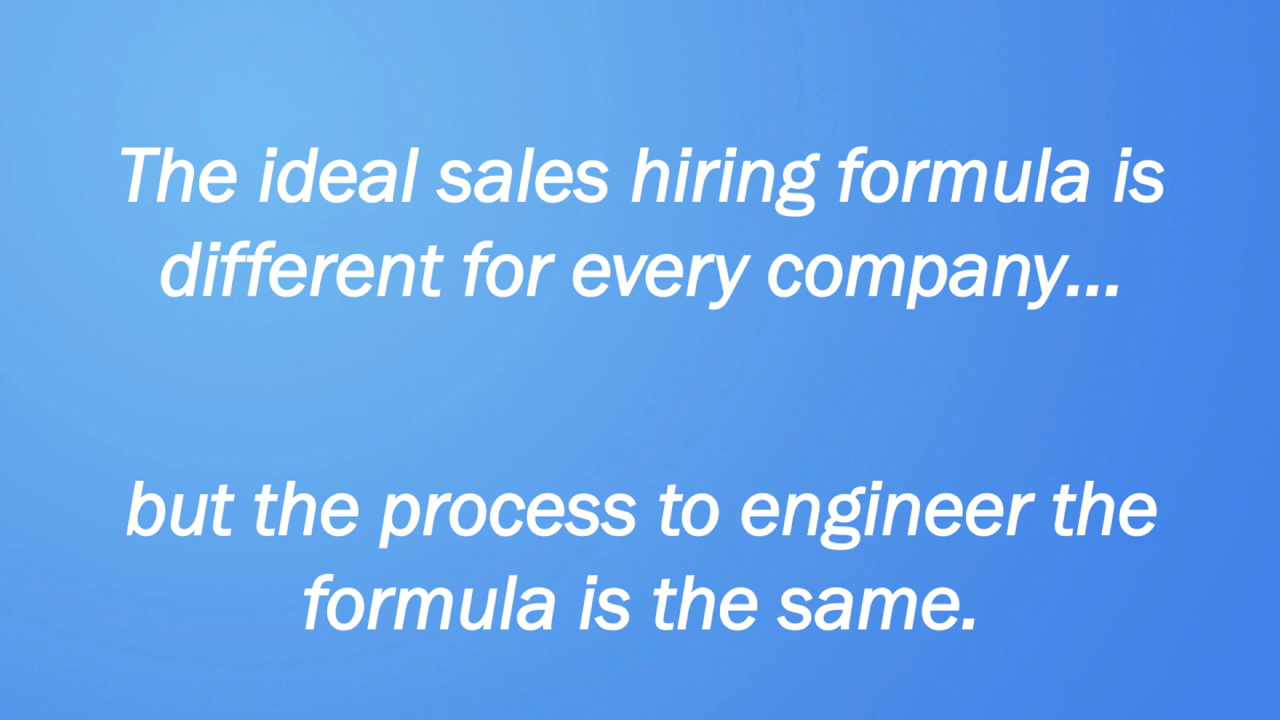 The ideal sales hiring formula is
different for every company...
but the process to engineer the
formula is the same.